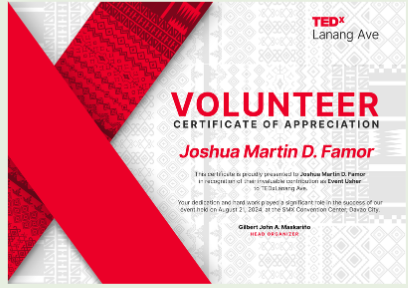 TEDx
Lanang Ave
VOLUNTEER
CERTIFICATE OF APPRECIATION
Joshua Martin D. Famor
This certificate is proudly presented to Joshua Martin D. Famor
in recognition of their invaluable contribution as Event Usher
to TEDxLanang Ave.
Your dedication and hard work played a significant role in the success of our
event held on August 21, 2024, at the SMX Convention Center, Davao City.
Gilbert John A. Maskariño
HEAD ORGANIZER